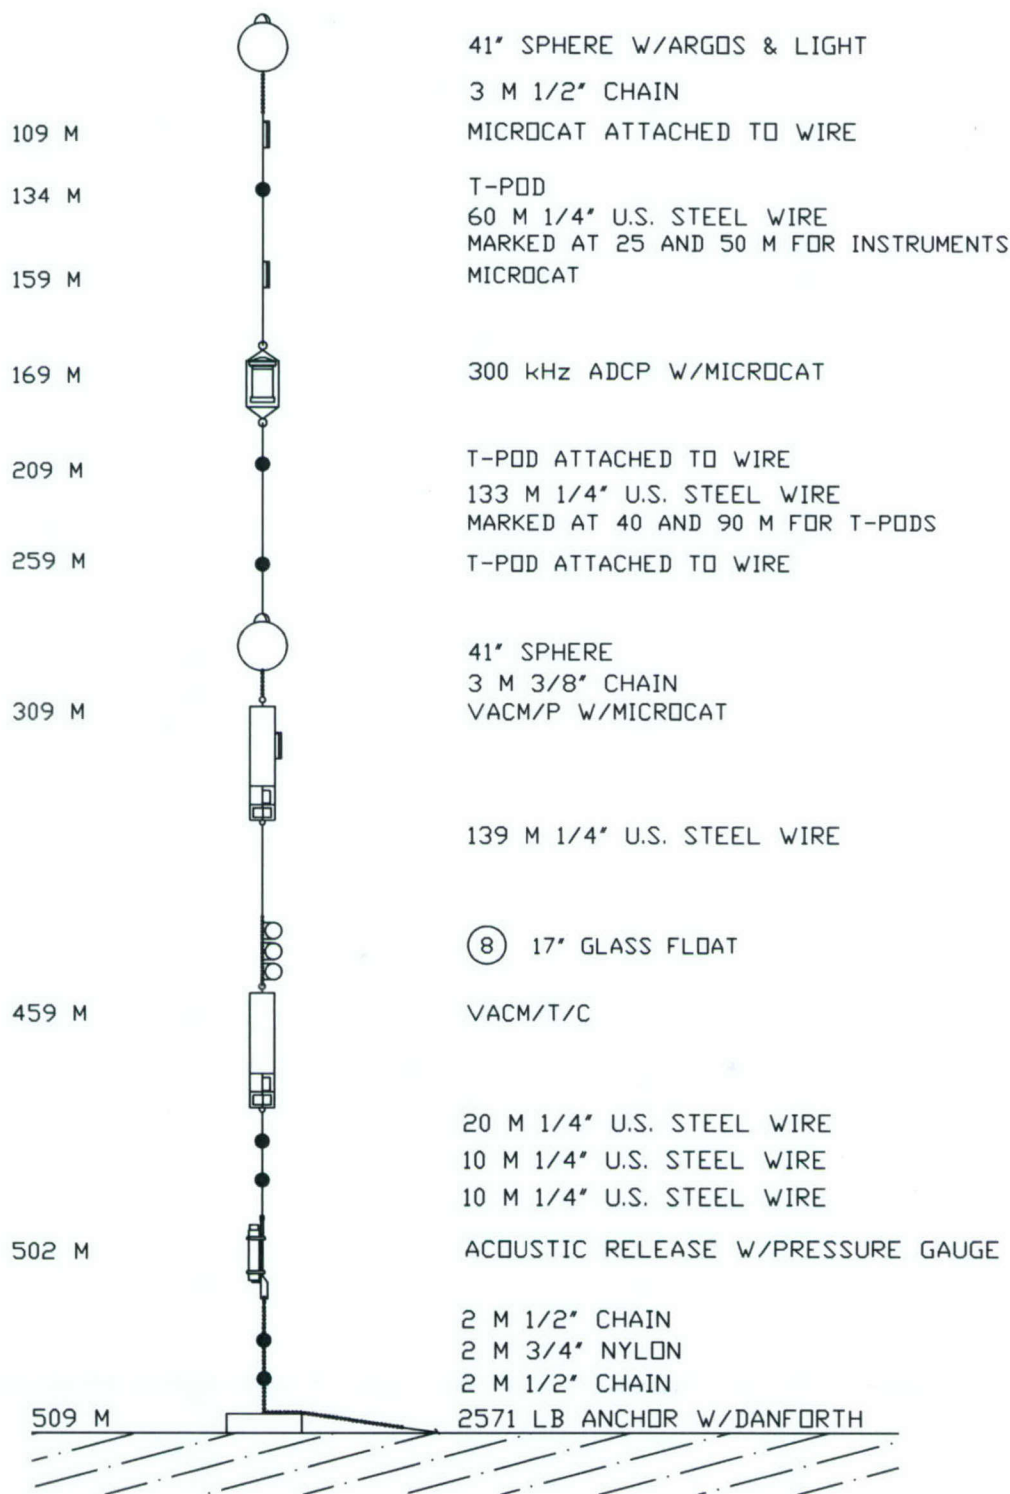 41" SPHERE W/ARGOS & LIGHT
3 M 1/2" CHAIN
109 M MICROCAT ATTACHED TO WIRE
134 M T-POD
60 M 1/4" U.S. STEEL WIRE
MARKED AT 25 AND 50 M FOR INSTRUMENTS
159 M MICROCAT
169 M 300 kHz ADCP W/MICROCAT
209 M T-POD ATTACHED TO WIRE
133 M 1/4" U.S. STEEL WIRE
MARKED AT 40 AND 90 M FOR T-PODS
259 M T-POD ATTACHED TO WIRE
41" SPHERE
3 M 3/8" CHAIN
309 M VACM/P W/MICROCAT
139 M 1/4" U.S. STEEL WIRE
8 17" GLASS FLOAT
459 M VACM/T/C
20 M 1/4" U.S. STEEL WIRE
10 M 1/4" U.S. STEEL WIRE
10 M 1/4" U.S. STEEL WIRE
502 M ACOUSTIC RELEASE W/PRESSURE GAUGE
2 M 1/2" CHAIN
2 M 3/4" NYLON
2 M 1/2" CHAIN
509 M 2571 LB ANCHOR W/DANFORTH